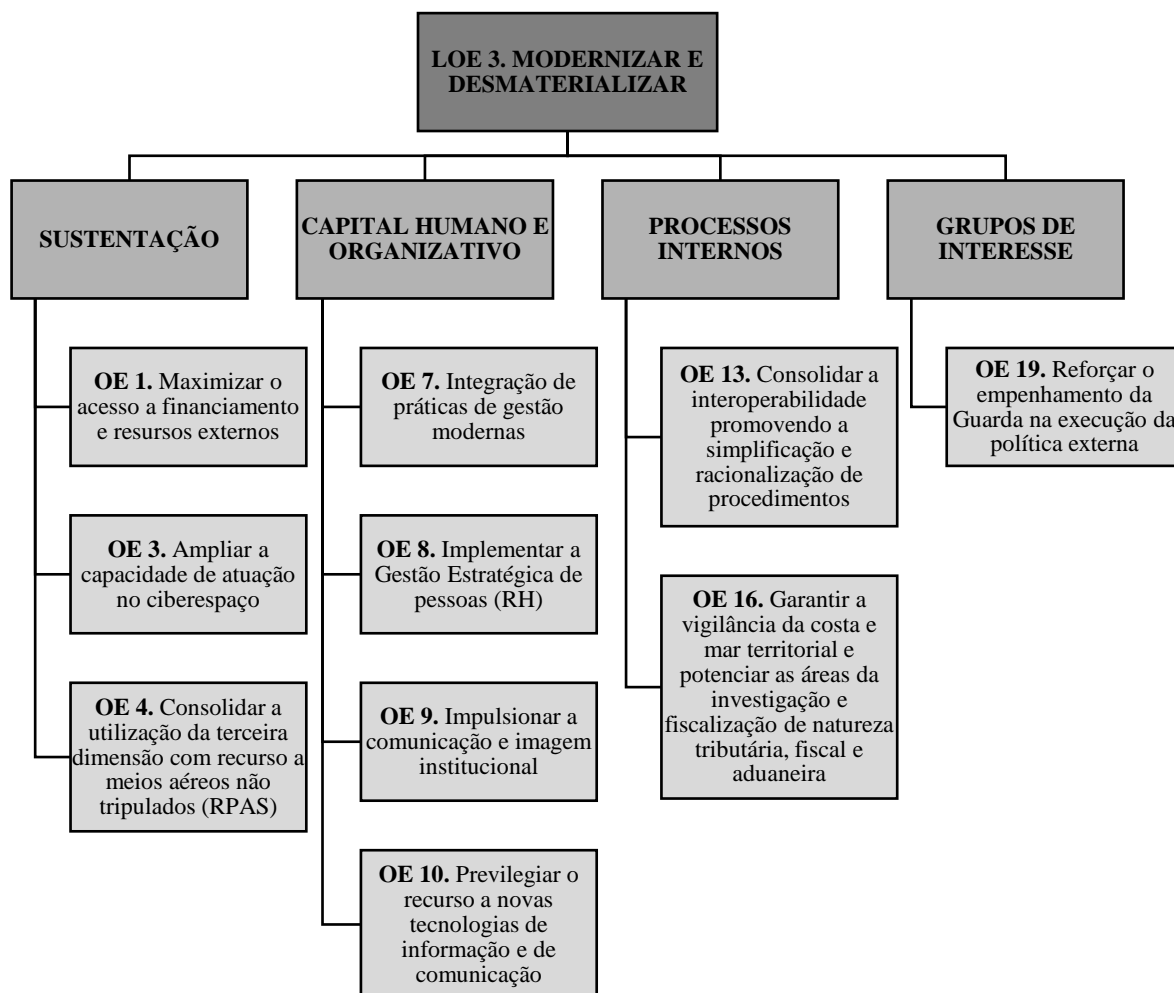 LOE 3. MODERNIZAR E
DESMATERIALIZAR
SUSTENTAÇÃO
OE 1. Maximizar o
acesso a financiamento
e resursos externos
OE 3. Ampliar a
capacidade de atuação
no ciberespaço
OE 4. Consolidar a
utilização da terceira
dimensão com recurso a
meios aéreos não
tripulados (RPAS)
CAPITAL HUMANO E
ORGANIZATIVO
OE 7. Integração de
práticas de gestão
modernas
OE 8. Implementar a
Gestão Estratégica de
pessoas (RH)
OE 9. Impulsionar a
comunicação e imagem
institucional
OE 10. Previlegiar o
recurso a novas
tecnologias de
informação e de
comunicação
PROCESSOS
INTERNOS
OE 13. Consolidar a
interoperabilidade
promovendo a
simplificação e
racionalização de
procedimentos
OE 16. Garantir a
vigilância da costa e
mar territorial e
potenciar as áreas da
investigação e
fiscalização de natureza
tributária, fiscal e
aduaneira
GRUPOS DE
INTERESSE
OE 19. Reforçar o
empenhamento da
Guarda na execução da
política externa